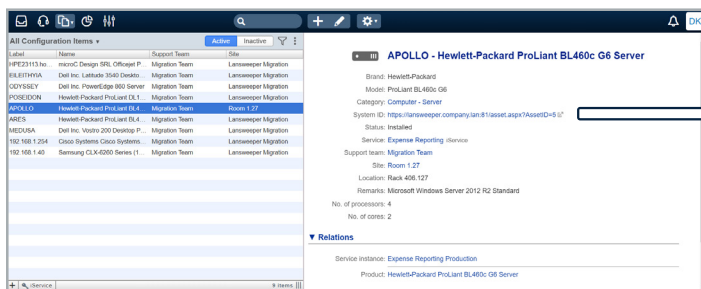 DK
All Configuration Items ▾ Active Inactive
Label Name Support Team Site
HPE23113 ho... microC Design SRL Officejet P... Migration Team Lansweeper Migration
EILEITHYIA Dell Inc. Latitude 3540 Deskto... Migration Team Lansweeper Migration
ODYSSEY Dell Inc. PowerEdge 860 Server Migration Team Lansweeper Migration
POSEIDON Hewlett-Packard ProLiant DL1... Migration Team Lansweeper Migration
APOLLO Hewlett-Packard ProLiant BL4... Migration Team Room 1.27
ARES Hewlett-Packard ProLiant BL4... Migration Team Lansweeper Migration
MEDUSA Dell Inc. Vostro 200 Desktop P... Migration Team Lansweeper Migration
192.168.1.254 Cisco Systems Cisco Systems... Migration Team Lansweeper Migration
192.168.1.40 Samsung CLX-6260 Series (1... Migration Team Lansweeper Migration
iService 9 items
APOLLO - Hewlett-Packard ProLiant BL460c G6 Server
Brand: Hewlett-Packard
Model: ProLiant BL460c G6
Category: Computer - Server
System ID: https://lansweeper.company.lan:81/asset.aspx?AssetID=5
Status: Installed
Service: Expense Reporting iService
Support team: Migration Team
Site: Room 1.27
Location: Rack 406.127
Remarks: Microsoft Windows Server 2012 R2 Standard
No. of processors: 4
No. of cores: 2
▼ Relations
Service instance: Expense Reporting Production
Product: Hewlett-Packard ProLiant BL460c G6 Server